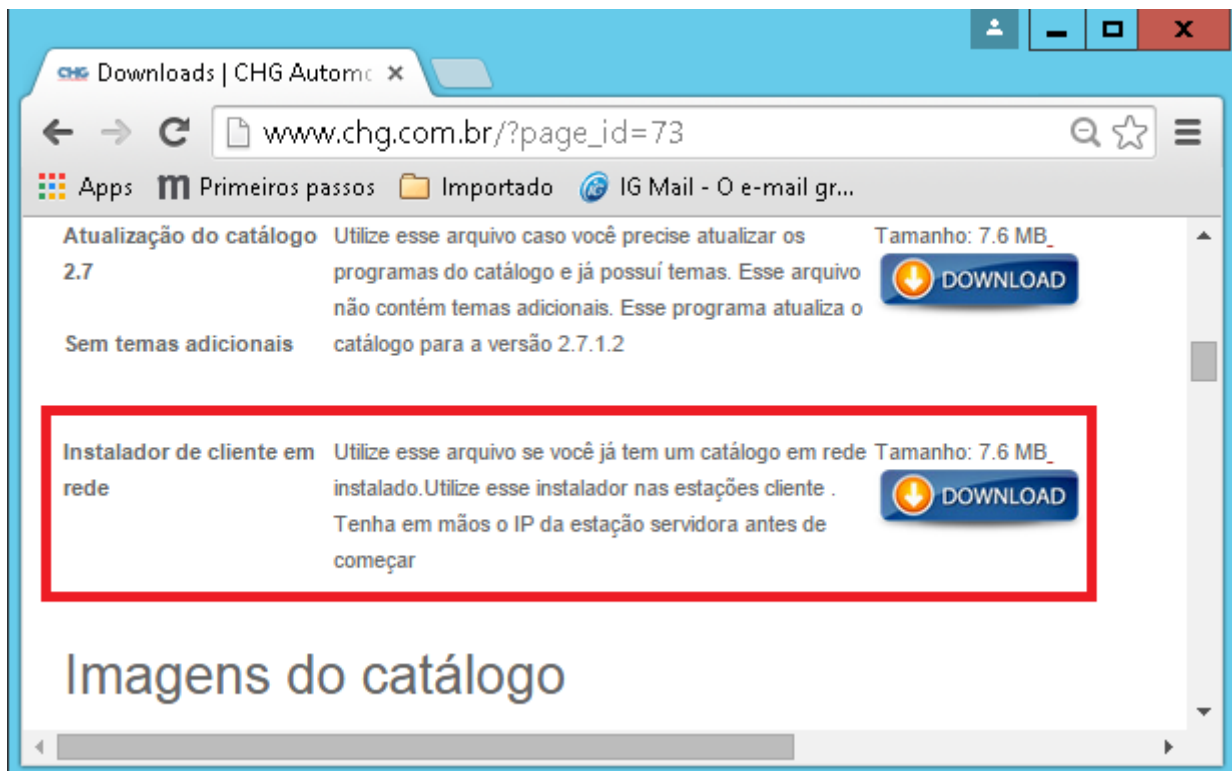 CHG Downloads | CHG Automo
www.chg.com.br/?page_id=73
Apps Primeiros passos Importado IG Mail - O e-mail gr...
Atualização do catálogo 2.7
Sem temas adicionais
Utilize esse arquivo caso você precise atualizar os
programas do catálogo e já possuí temas. Esse arquivo
não contém temas adicionais. Esse programa atualiza o
catálogo para a versão 2.7.1.2
Tamanho: 7.6 MB
DOWNLOAD
Instalador de cliente em
rede
Utilize esse arquivo se você já tem um catálogo em rede
instalado.Utilize esse instalador nas estações cliente .
Tenha em mãos o IP da estação servidora antes de
começar
Tamanho: 7.6 MB
DOWNLOAD
Imagens do catálogo